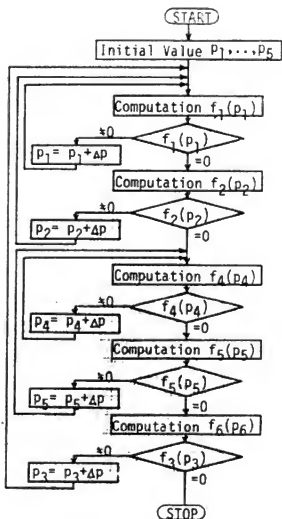 START
Initial Value P1,...,P5
Computation f1(p1)
≠0
p1= p1+Δp
f1(p1)
=0
Computation f2(p2)
≠0
p2= p2+Δp
f2(p2)
=0
Computation f4(p4)
≠0
p4= p4+Δp
f4(p4)
=0
Computation f5(p5)
≠0
p5= p5+Δp
f5(p5)
=0
Computation f6(p6)
≠0
p3= p3+Δp
f3(p3)
=0
STOP